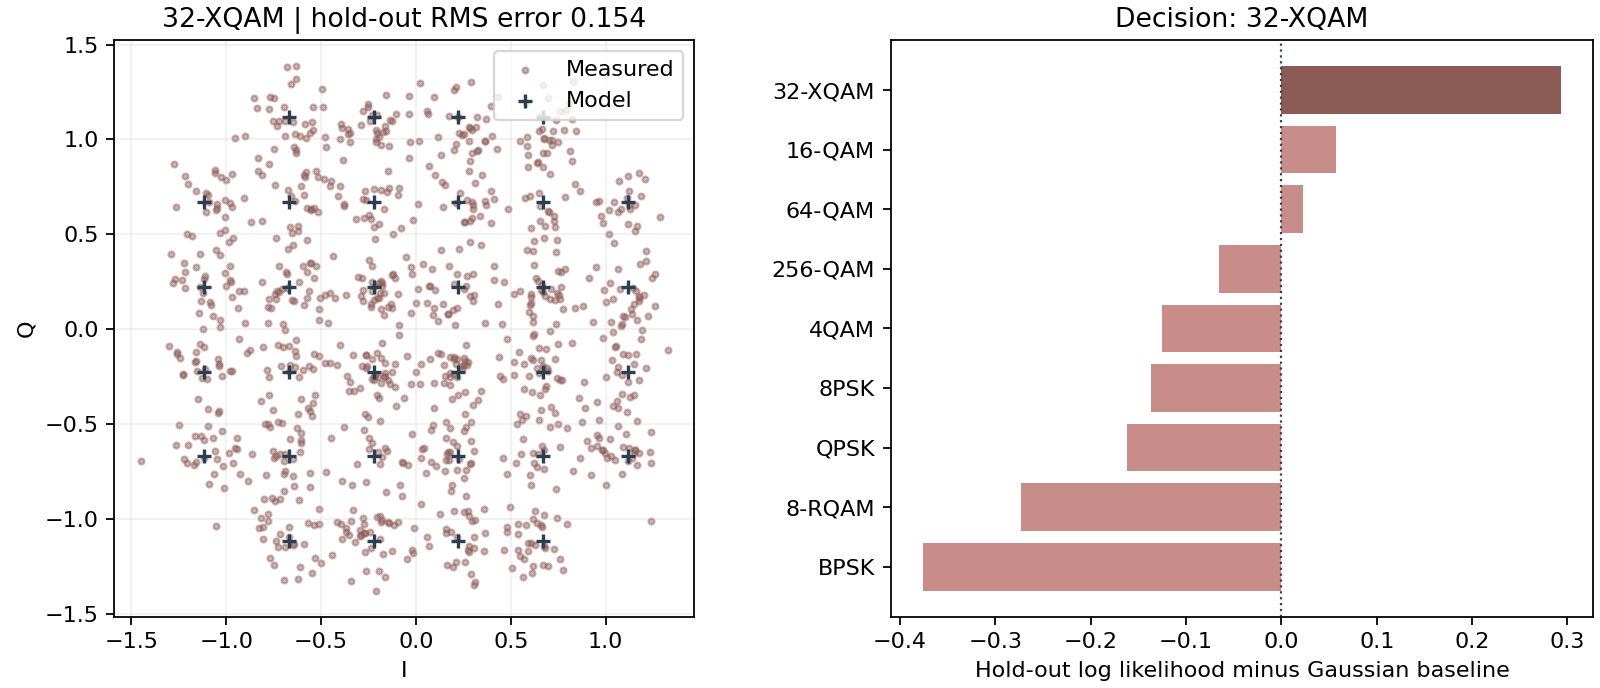 32-XQAM | hold-out RMS error 0.154
Measured
Model
1.5
1.0
0.5
0.0
−0.5
−1.0
−1.5
Q
−1.5
−1.0
−0.5
0.0
0.5
1.0
I
Decision: 32-XQAM
32-XQAM
16-QAM
64-QAM
256-QAM
4QAM
8PSK
QPSK
8-RQAM
BPSK
−0.4
−0.3
−0.2
−0.1
0.0
0.1
0.2
0.3
Hold-out log likelihood minus Gaussian baseline